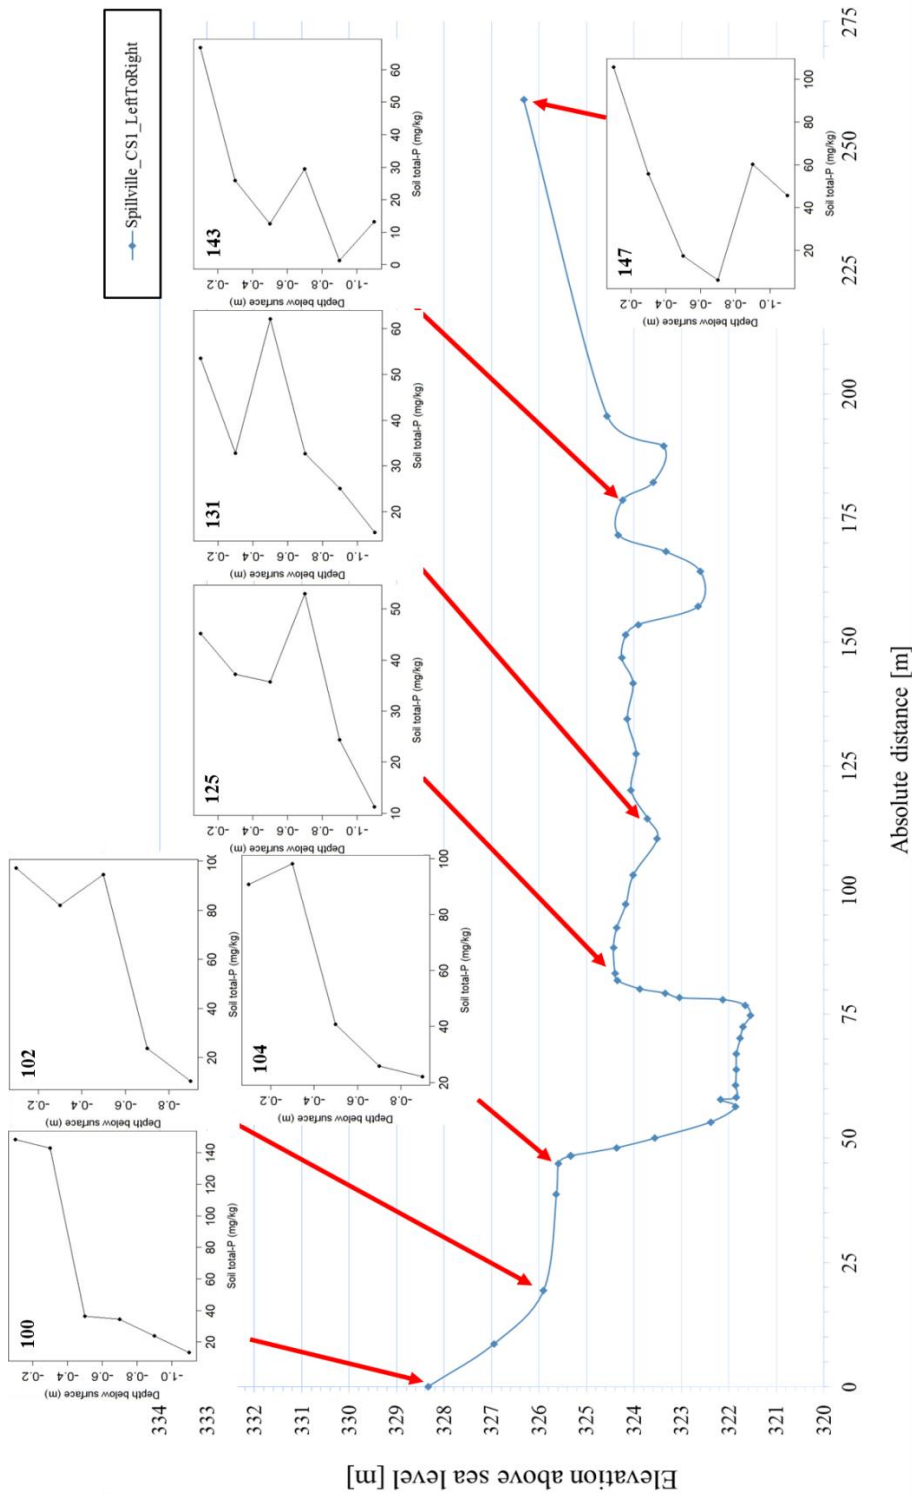 Spillville_CS1_LeftToRight
Elevation above sea level [m]
334
333
332
331
330
329
328
327
326
325
324
323
322
321
320
0 25 50 75 100 125 150 175 200 225 250 275
Absolute distance [m]
100
Depth below surface (m)
-0.2
-0.4
-0.6
-0.8
-1.0
20 40 60 80 100 120 140
Soil total-P (mg/kg)
102
Depth below surface (m)
-0.2
-0.4
-0.6
-0.8
20 40 60 80
Soil total-P (mg/kg)
104
Depth below surface (m)
-0.2
-0.4
-0.6
-0.8
20 40 60 80 100
Soil total-P (mg/kg)
125
Depth below surface (m)
-0.2
-0.4
-0.6
-0.8
-1.0
10 20 30 40 50
Soil total-P (mg/kg)
131
Depth below surface (m)
-0.2
-0.4
-0.6
-0.8
-1.0
20 30 40 50 60
Soil total-P (mg/kg)
143
Depth below surface (m)
-0.2
-0.4
-0.6
-0.8
-1.0
0 10 20 30 40 50 60
Soil total-P (mg/kg)
147
Depth below surface (m)
-0.2
-0.4
-0.6
-0.8
-1.0
20 40 60 80 100
Soil total-P (mg/kg)